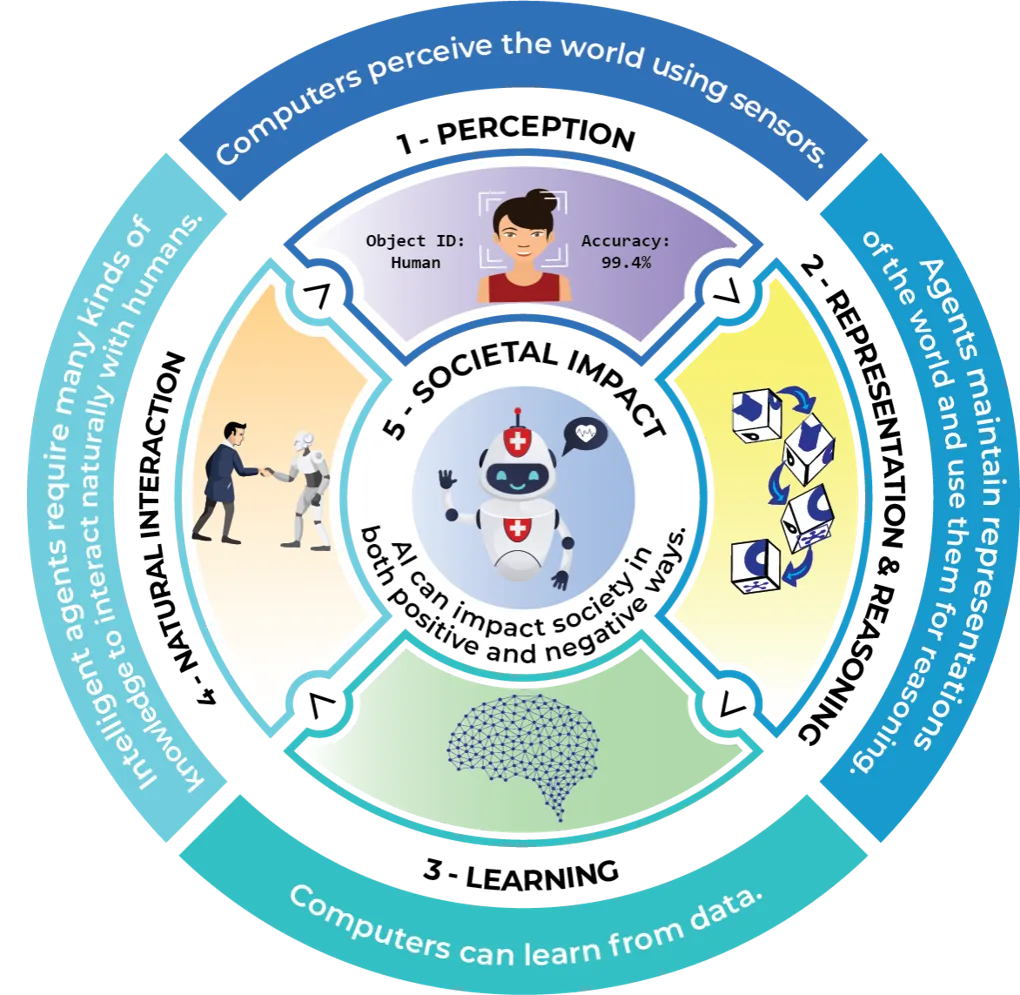 Computers perceive the world using sensors.
1 - PERCEPTION
Object ID:
Human
Accuracy:
99.4%
2 - REPRESENTATION & REASONING
Agents maintain representations
of the world and use them for reasoning.
3 - LEARNING
Computers can learn from data.
4 - NATURAL INTERACTION
Intelligent agents require many kinds of
knowledge to interact naturally with humans.
5 - SOCIETAL IMPACT
AI can impact society in
both positive and negative ways.